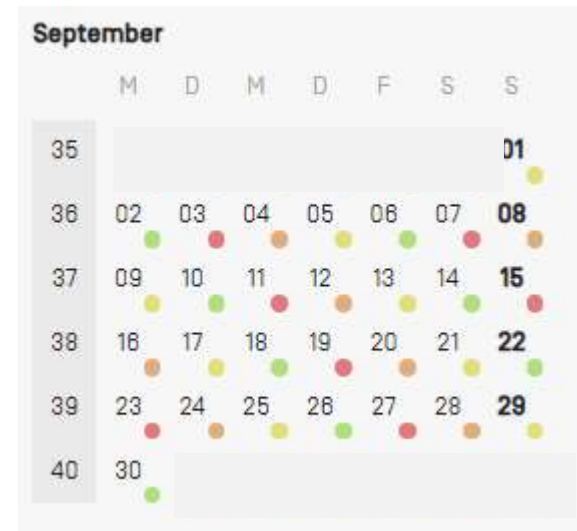 September
M D M D F S S
35 01
36 02 03 04 05 06 07 08
37 09 10 11 12 13 14 15
38 16 17 18 19 20 21 22
39 23 24 25 26 27 28 29
40 30